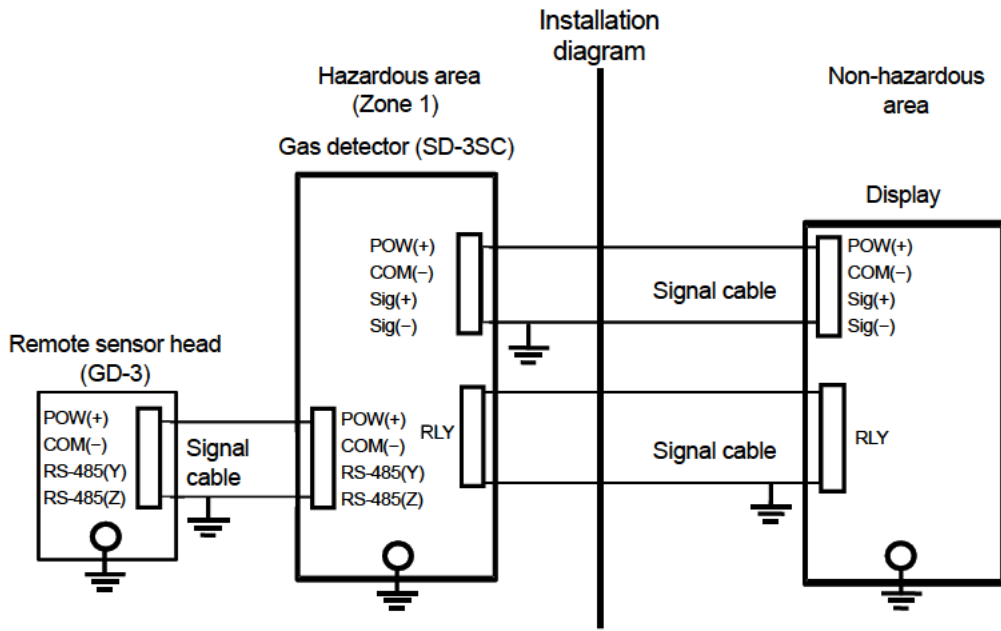 Installation
diagram
Hazardous area
(Zone 1)
Non-hazardous
area
Gas detector (SD-3SC)
Display
POW(+)
COM(−)
Sig(+)
Sig(−)
Signal cable
POW(+)
COM(−)
Sig(+)
Sig(−)
Remote sensor head
(GD-3)
POW(+)
COM(−)
RS-485(Y)
RS-485(Z)
Signal
cable
POW(+)
COM(−)
RS-485(Y)
RS-485(Z)
RLY
Signal cable
RLY